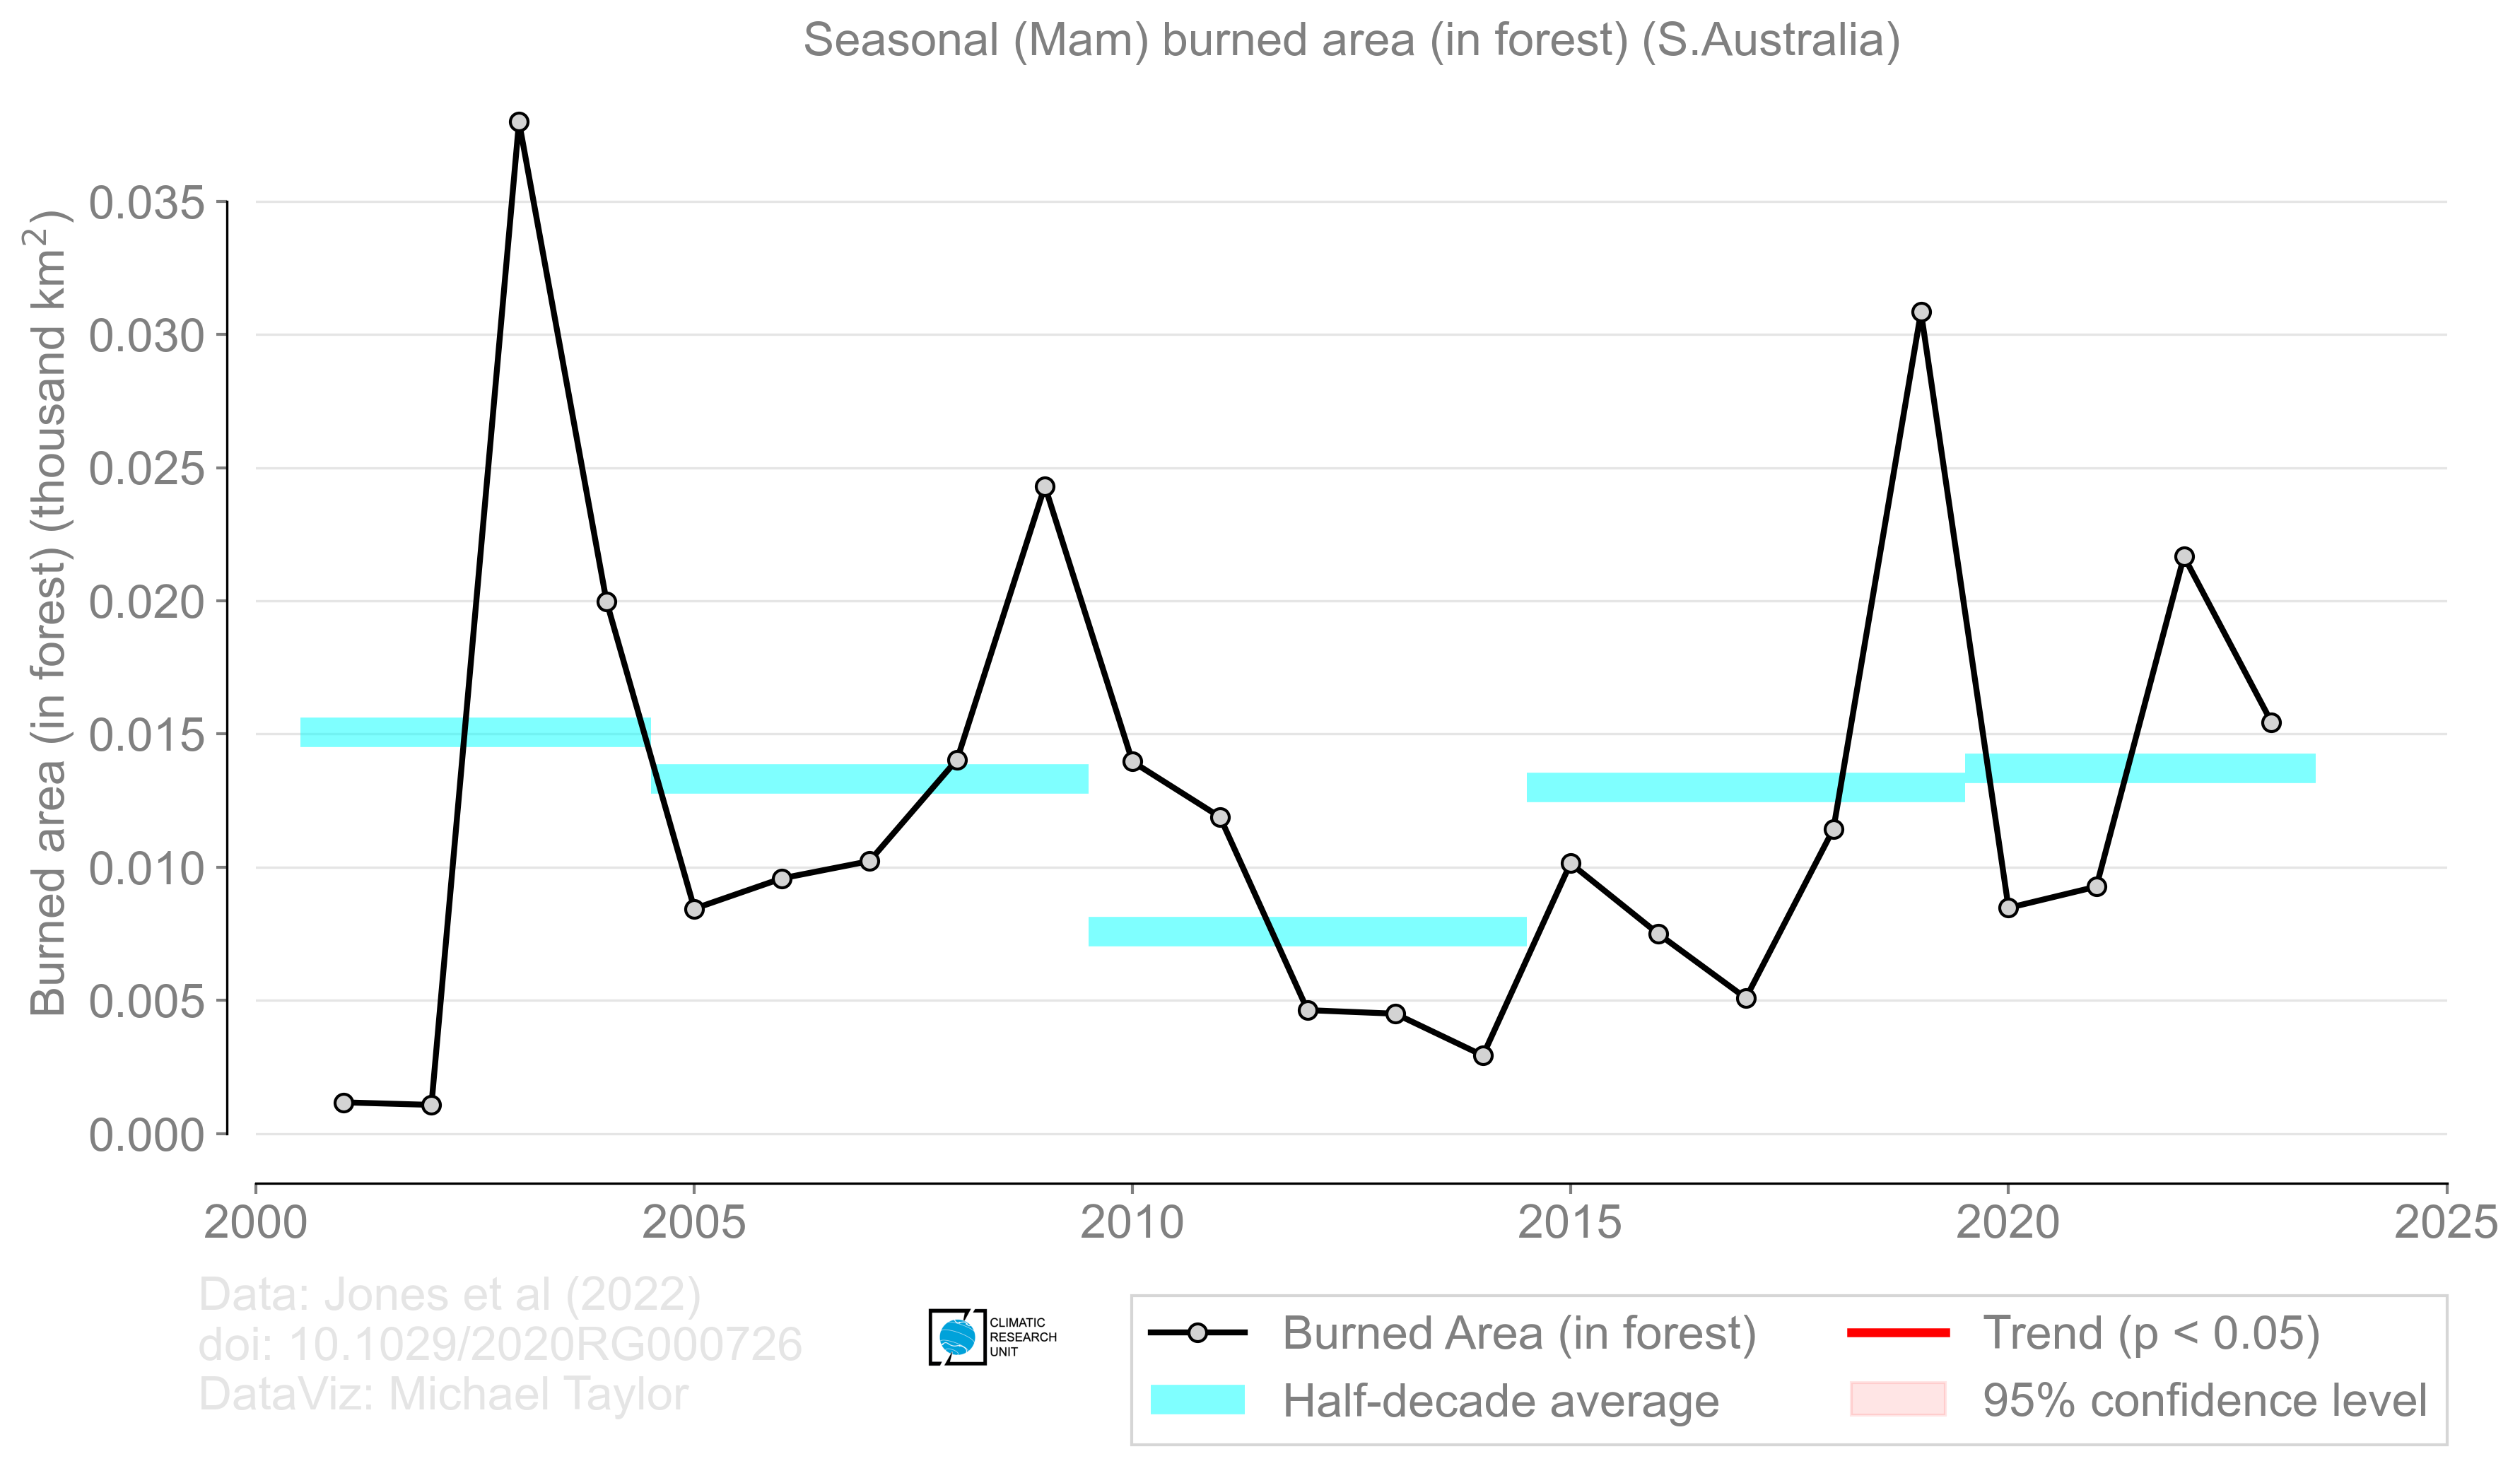 Seasonal (Mam) burned area (in forest) (S.Australia)
Burned area (in forest) (thousand km²)
0.035
0.030
0.025
0.020
0.015
0.010
0.005
0.000
2000 2005 2010 2015 2020 2025
Data: Jones et al (2022)
doi: 10.1029/2020RG000726
DataViz: Michael Taylor
CLIMATIC
RESEARCH
UNIT
Burned Area (in forest)
Half-decade average
Trend (p < 0.05)
95% confidence level